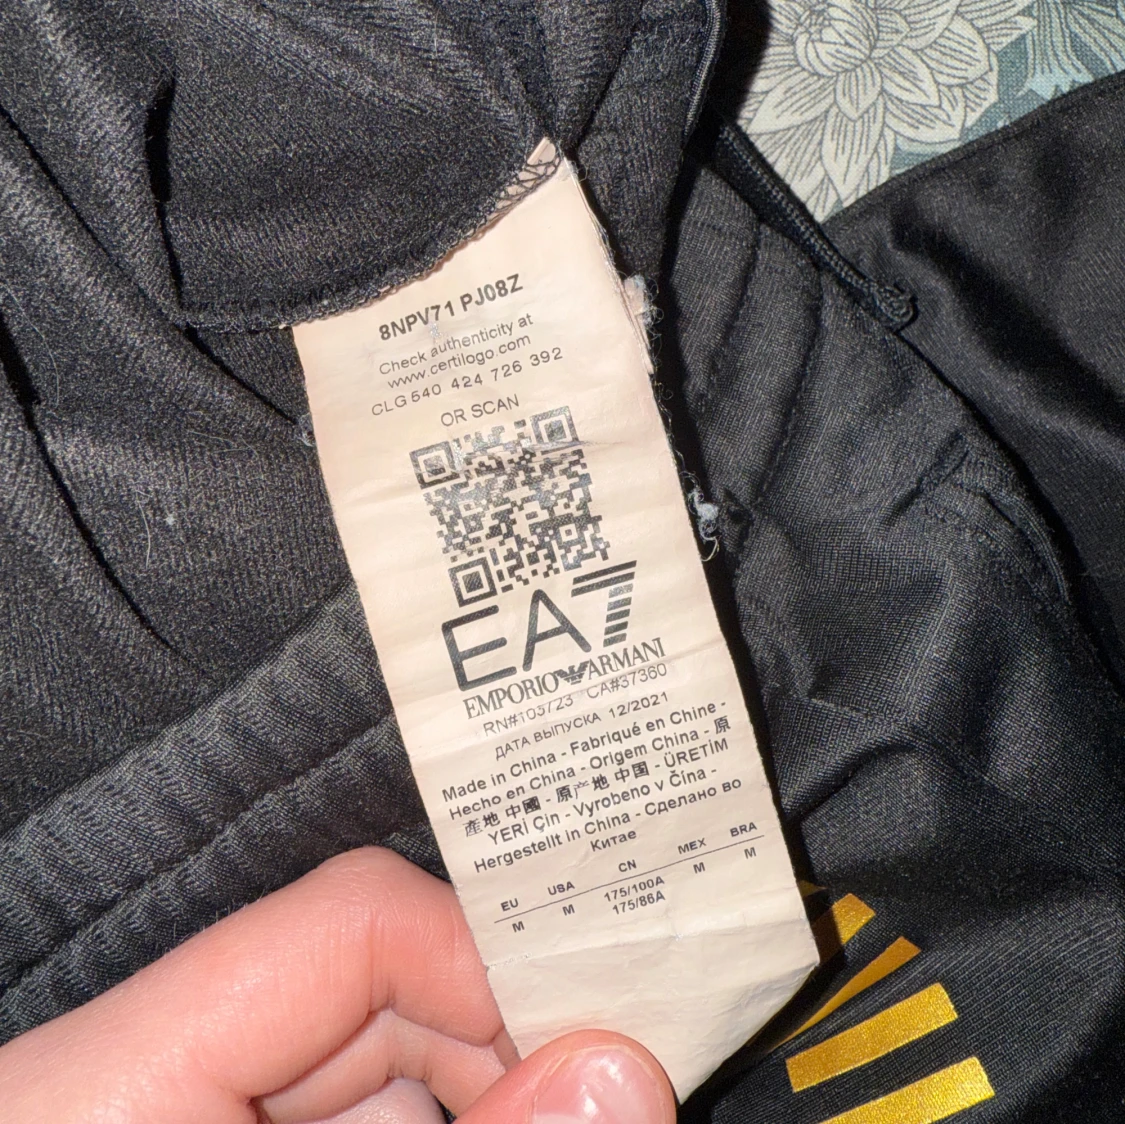 8NPV71 PJ08Z
Check authenticity at
www.certilogo.com
CLG 540 424 726 392
OR SCAN
EA7
EMPORIO ARMANI
RN#103723 CA#37360
ДАТА ВЫПУСКА 12/2021
Made in China - Fabriqué en Chine -
Hecho en China - Origem China - 原
產地 中國 - 原产地 中国 - ÜRETİM
YERİ Çin - Vyrobeno v Čína -
Hergestellt in China - Сделано во
Китае
EU USA CN MEX BRA
M M 175/100A M M
175/86A